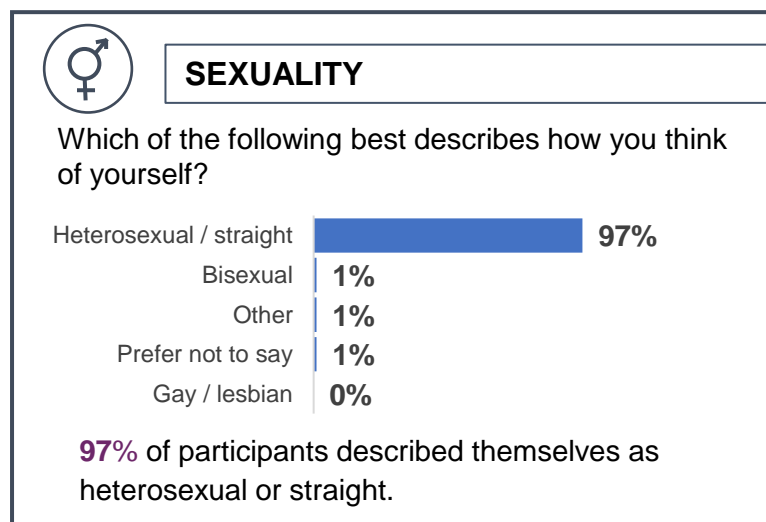 SEXUALITY
Which of the following best describes how you think
of yourself?
Heterosexual / straight 97%
Bisexual 1%
Other 1%
Prefer not to say 1%
Gay / lesbian 0%
97% of participants described themselves as
heterosexual or straight.